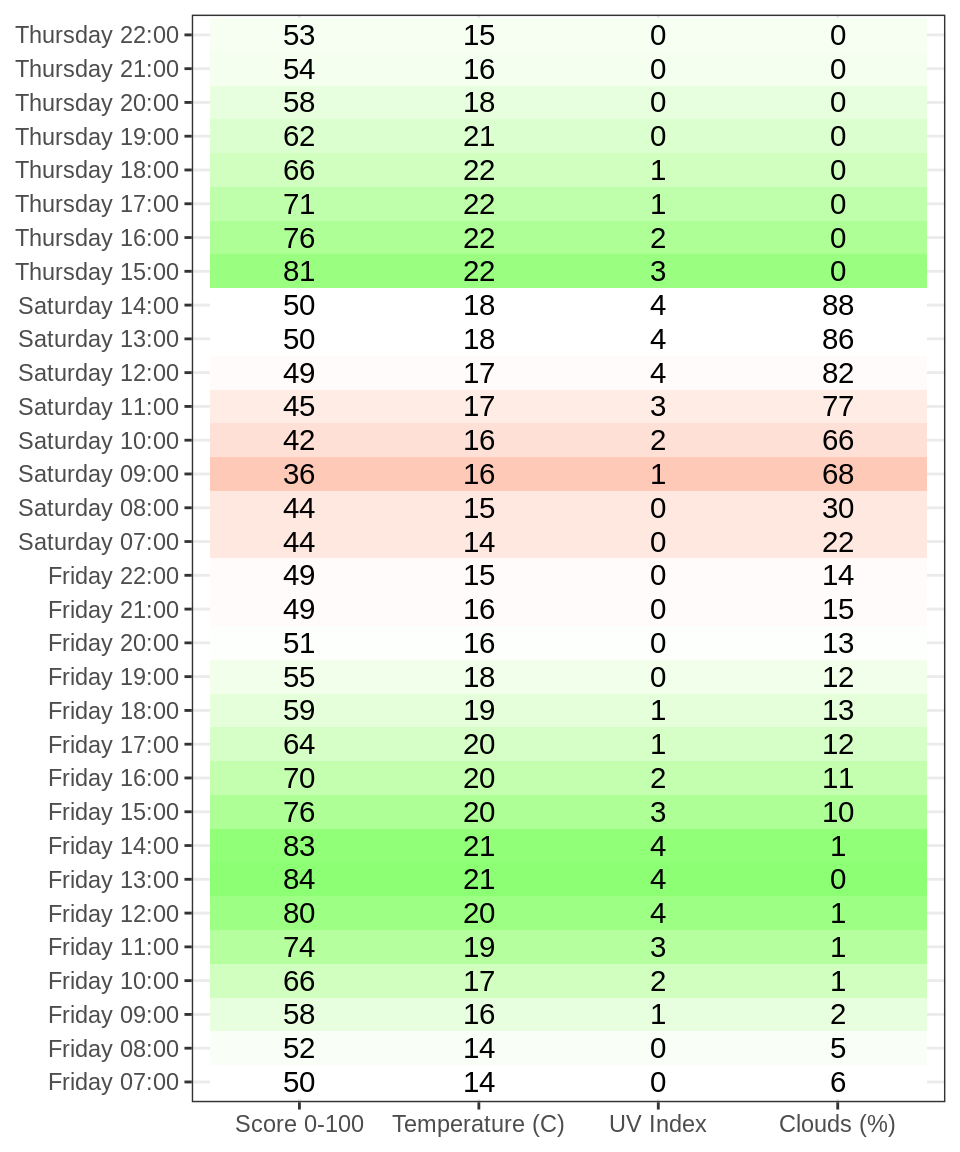 Thursday 22:00 53 15 0 0
Thursday 21:00 54 16 0 0
Thursday 20:00 58 18 0 0
Thursday 19:00 62 21 0 0
Thursday 18:00 66 22 1 0
Thursday 17:00 71 22 1 0
Thursday 16:00 76 22 2 0
Thursday 15:00 81 22 3 0
Saturday 14:00 50 18 4 88
Saturday 13:00 50 18 4 86
Saturday 12:00 49 17 4 82
Saturday 11:00 45 17 3 77
Saturday 10:00 42 16 2 66
Saturday 09:00 36 16 1 68
Saturday 08:00 44 15 0 30
Saturday 07:00 44 14 0 22
Friday 22:00 49 15 0 14
Friday 21:00 49 16 0 15
Friday 20:00 51 16 0 13
Friday 19:00 55 18 0 12
Friday 18:00 59 19 1 13
Friday 17:00 64 20 1 12
Friday 16:00 70 20 2 11
Friday 15:00 76 20 3 10
Friday 14:00 83 21 4 1
Friday 13:00 84 21 4 0
Friday 12:00 80 20 4 1
Friday 11:00 74 19 3 1
Friday 10:00 66 17 2 1
Friday 09:00 58 16 1 2
Friday 08:00 52 14 0 5
Friday 07:00 50 14 0 6
Score 0-100 Temperature (C) UV Index Clouds (%)